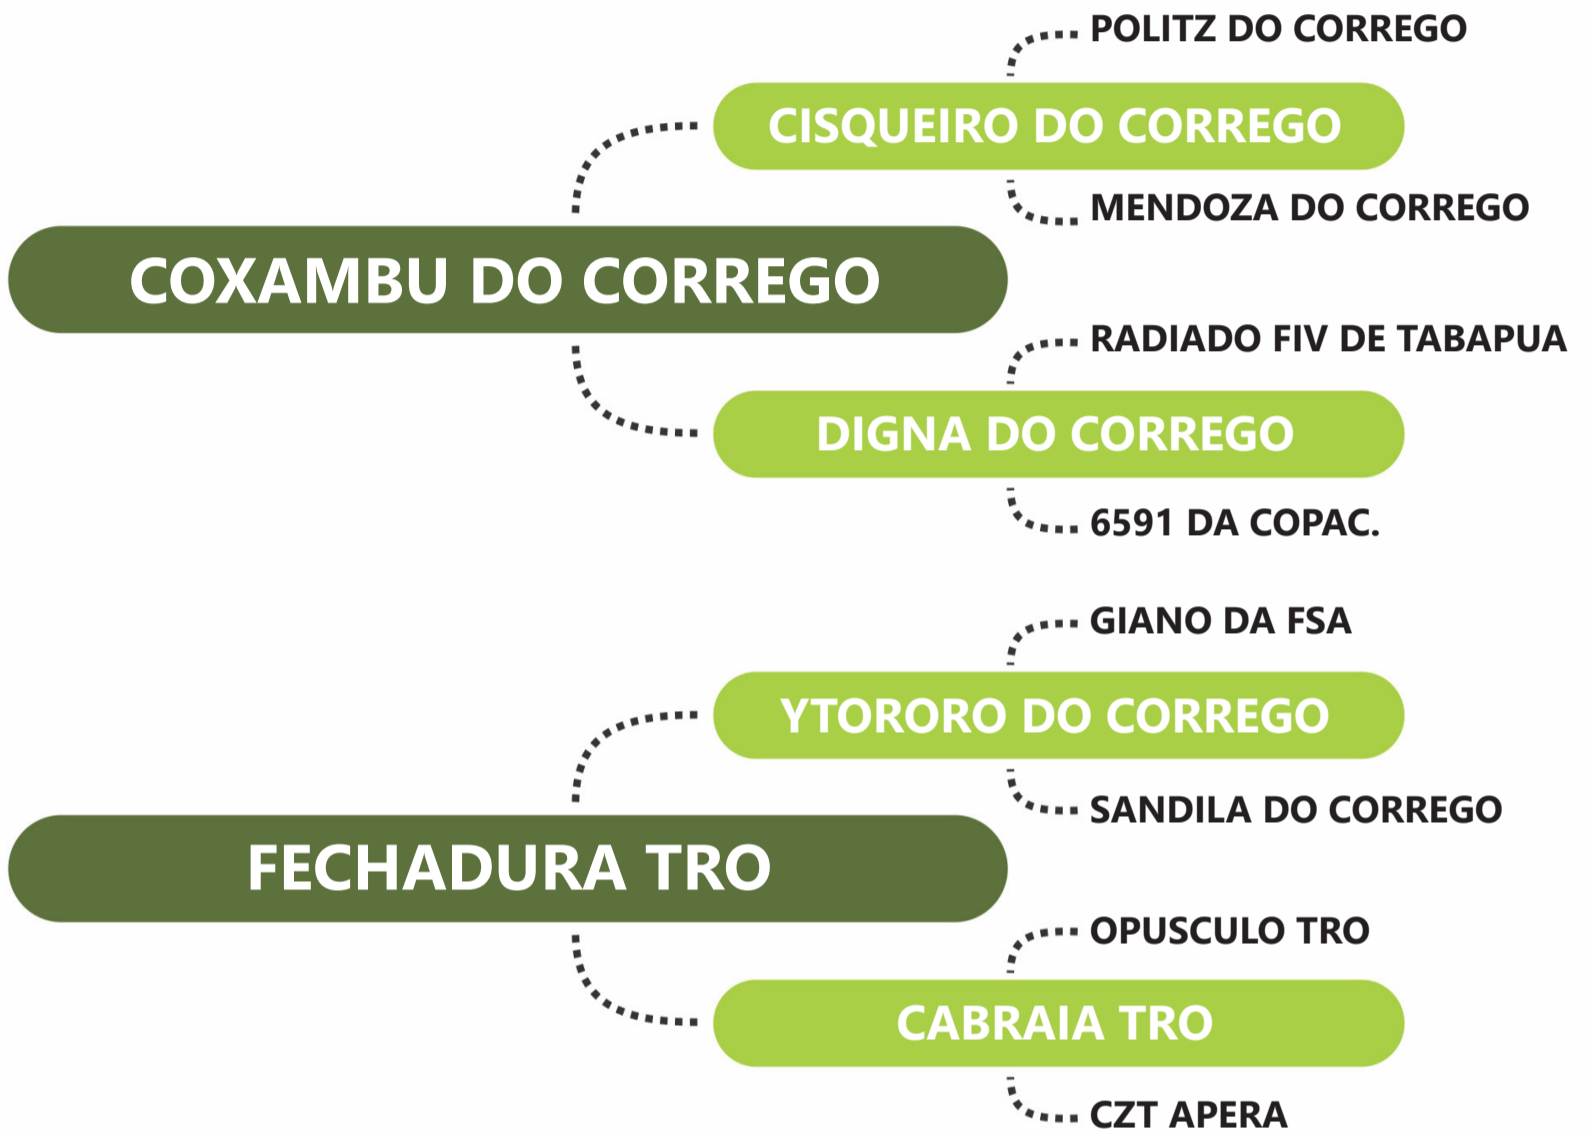 POLITZ DO CORREGO
CISQUEIRO DO CORREGO
MENDOZA DO CORREGO
COXAMBU DO CORREGO
RADIADO FIV DE TABAPUA
DIGNA DO CORREGO
6591 DA COPAC.
GIANO DA FSA
YTORORO DO CORREGO
SANDILA DO CORREGO
FECHADURA TRO
OPUSCULO TRO
CABRAIA TRO
CZT APERA